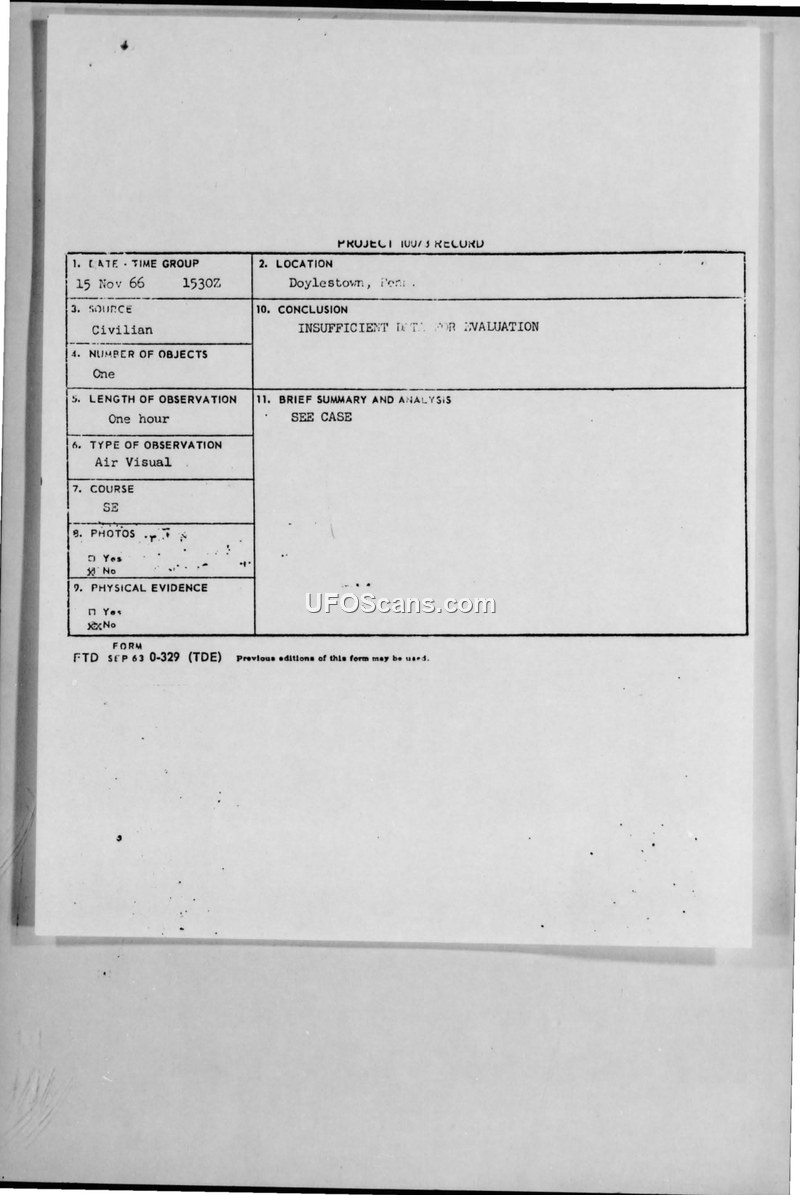 PROJECT 10073 RECORD
1. DATE - TIME GROUP
15 Nov 66 1530Z
2. LOCATION
Doylestown, Penn.
3. SOURCE
Civilian
10. CONCLUSION
INSUFFICIENT EVALUATION
4. NUMBER OF OBJECTS
One
5. LENGTH OF OBSERVATION
One hour
11. BRIEF SUMMARY AND ANALYSIS
SEE CASE
6. TYPE OF OBSERVATION
Air Visual
7. COURSE
SE
8. PHOTOS
□ Yes
No
9. PHYSICAL EVIDENCE
□ Yes
No
UFOScans.com
FORM
FTD SEP 63 0-329 (TDE) Previous editions of this form may be used.